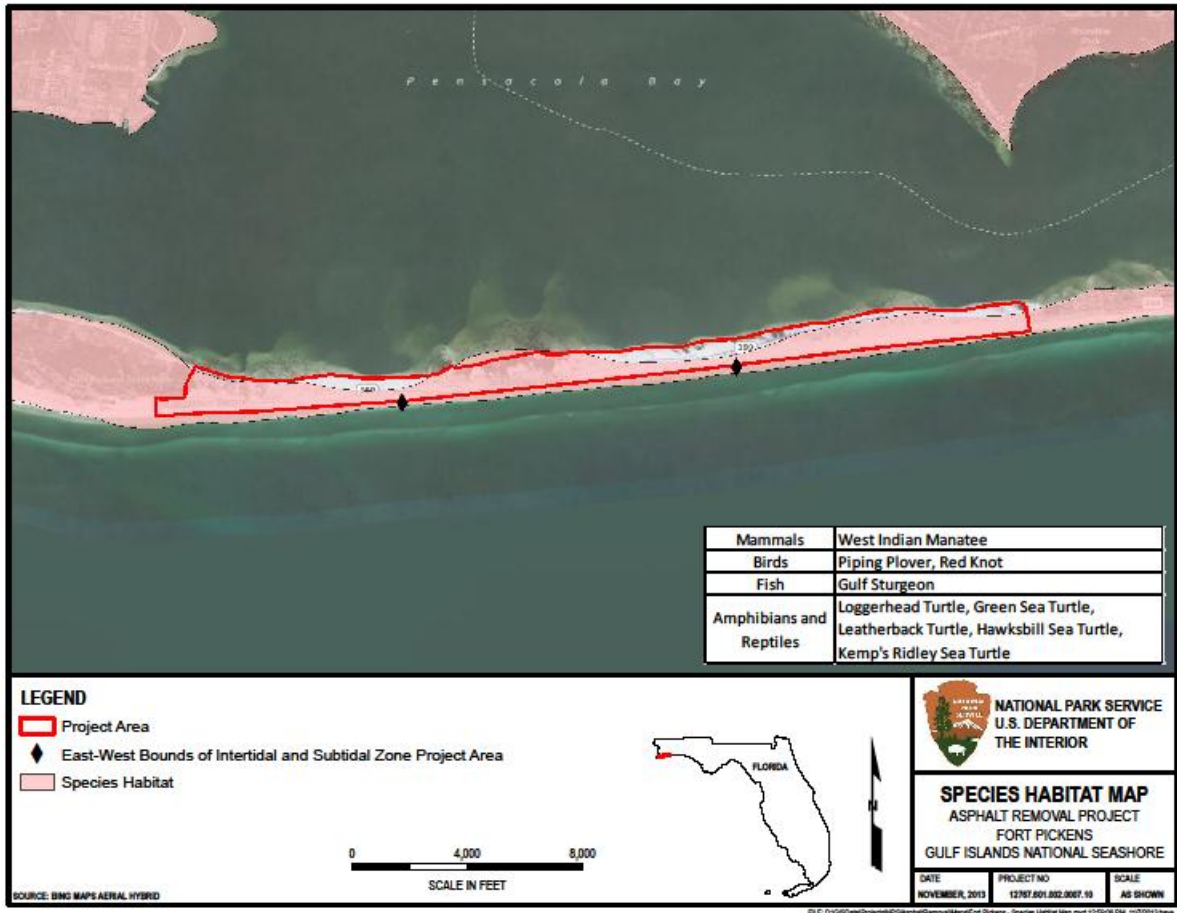 Pensacola Bay
Mammals West Indian Manatee
Birds Piping Plover, Red Knot
Fish Gulf Sturgeon
Amphibians and Reptiles Loggerhead Turtle, Green Sea Turtle,
Leatherback Turtle, Hawksbill Sea Turtle,
Kemp's Ridley Sea Turtle
LEGEND
Project Area
East-West Bounds of Intertidal and Subtidal Zone Project Area
Species Habitat
0 4,000 8,000
SCALE IN FEET
SOURCE: BING MAPS AERIAL HYBRID
FLORIDA
N
NATIONAL PARK SERVICE
U.S. DEPARTMENT OF
THE INTERIOR
SPECIES HABITAT MAP
ASPHALT REMOVAL PROJECT
FORT PICKENS
GULF ISLANDS NATIONAL SEASHORE
DATE PROJECT NO SCALE
NOVEMBER, 2013 12767.601.002.0007.10 AS SHOWN